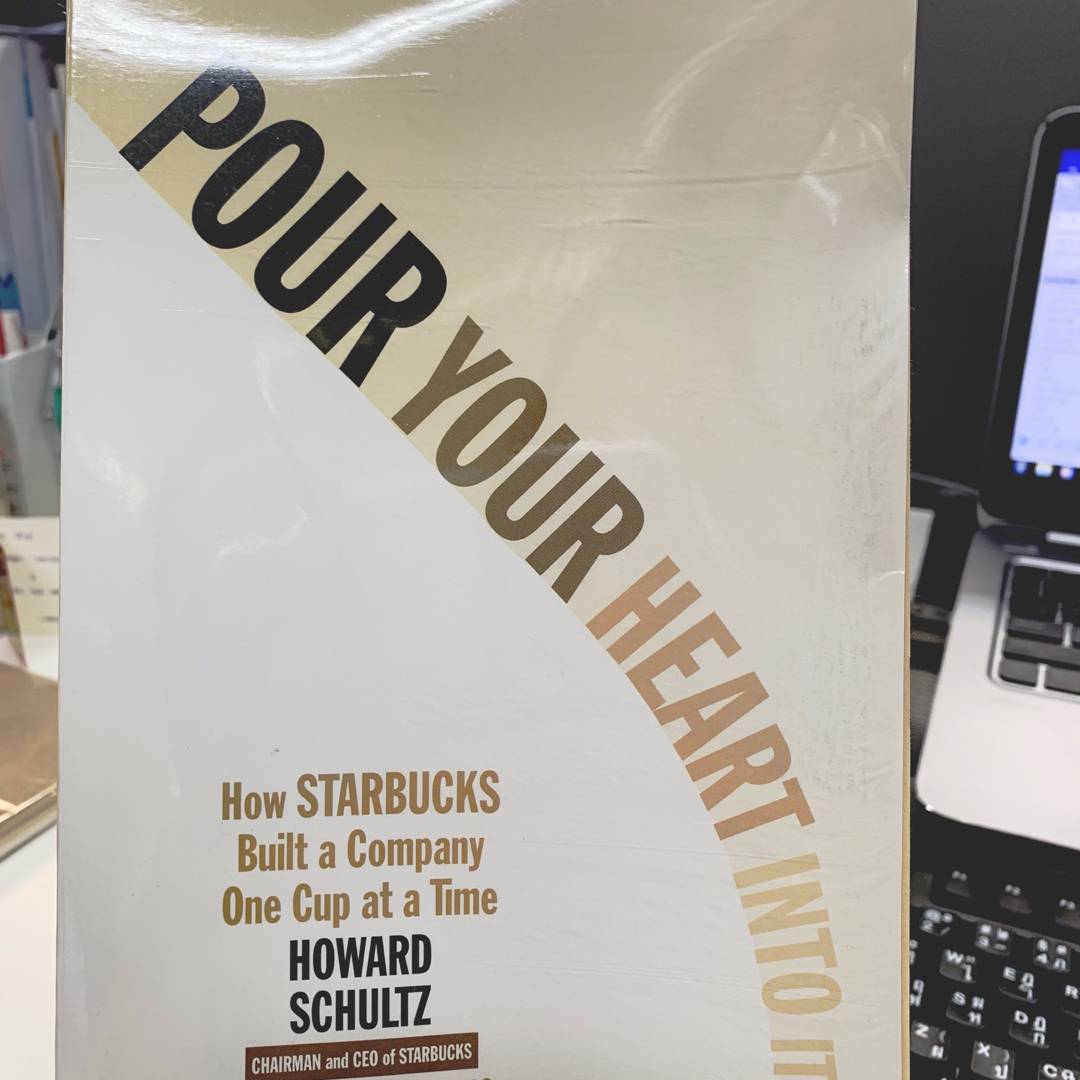 POUR YOUR HEART INTO IT
How STARBUCKS
Built a Company
One Cup at a Time
HOWARD
SCHULTZ
CHAIRMAN and CEO of STARBUCKS